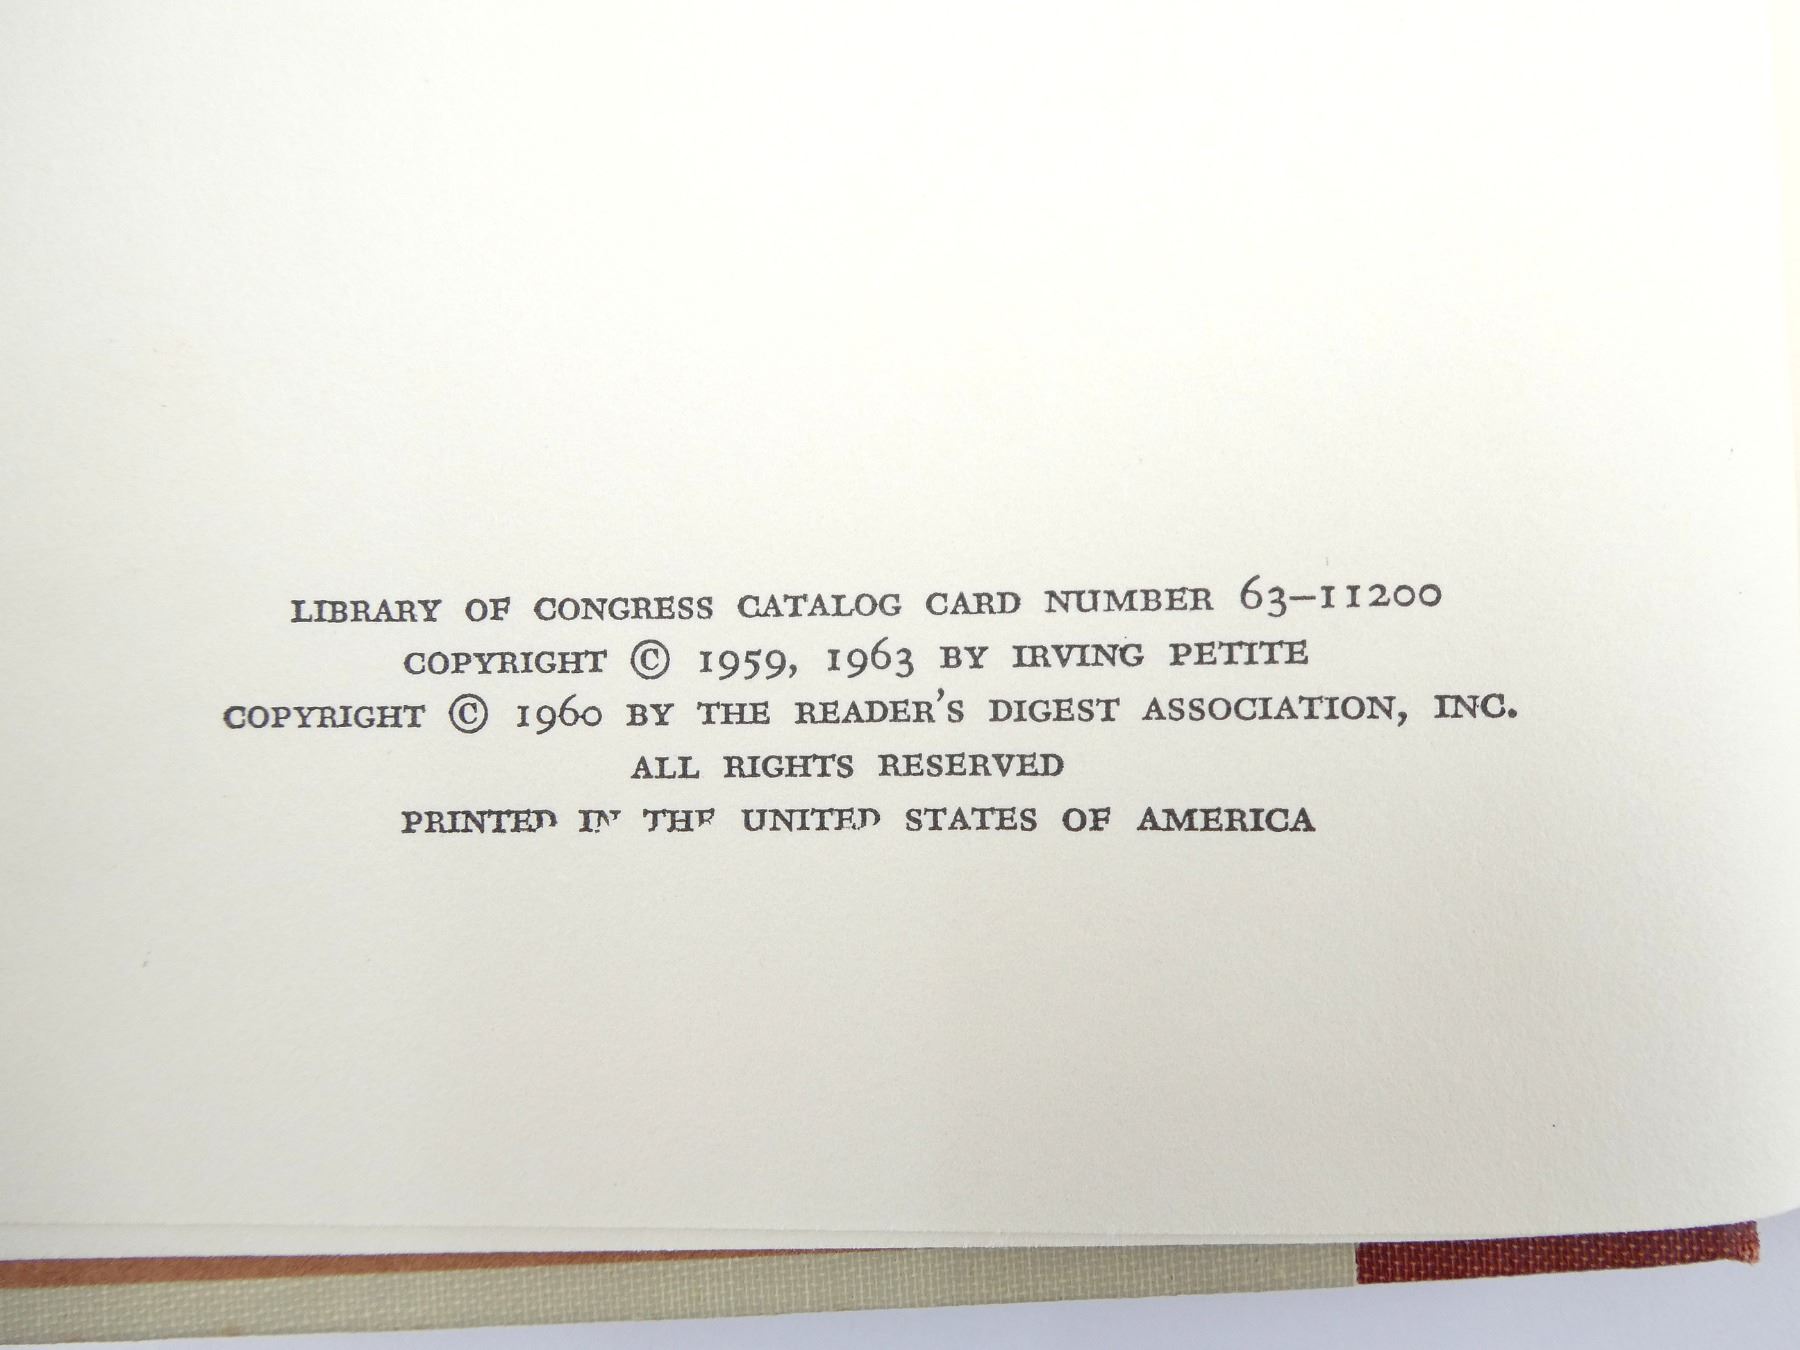 LIBRARY OF CONGRESS CATALOG CARD NUMBER 63–11200
COPYRIGHT © 1959, 1963 BY IRVING PETITE
COPYRIGHT © 1960 BY THE READER'S DIGEST ASSOCIATION, INC.
ALL RIGHTS RESERVED
PRINTED IN THE UNITED STATES OF AMERICA